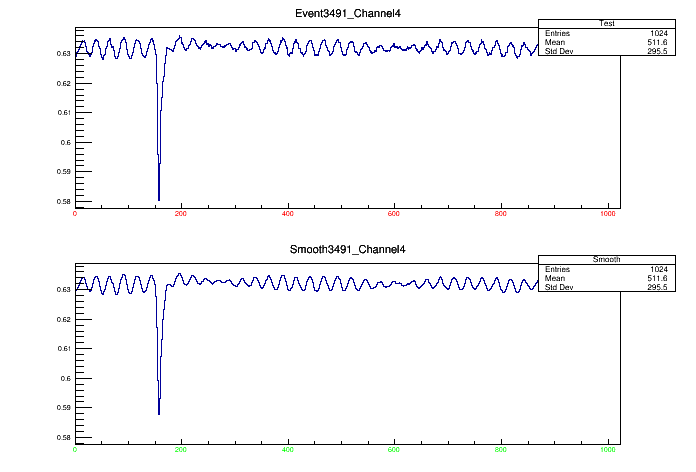 Event3491_Channel4
Test
Entries 1024
Mean 511.6
Std Dev 295.5
0.63
0.62
0.61
0.6
0.59
0.58
0 200 400 600 800 1000
Smooth3491_Channel4
Smooth
Entries 1024
Mean 511.6
Std Dev 295.5
0.63
0.62
0.61
0.6
0.59
0.58
0 200 400 600 800 1000